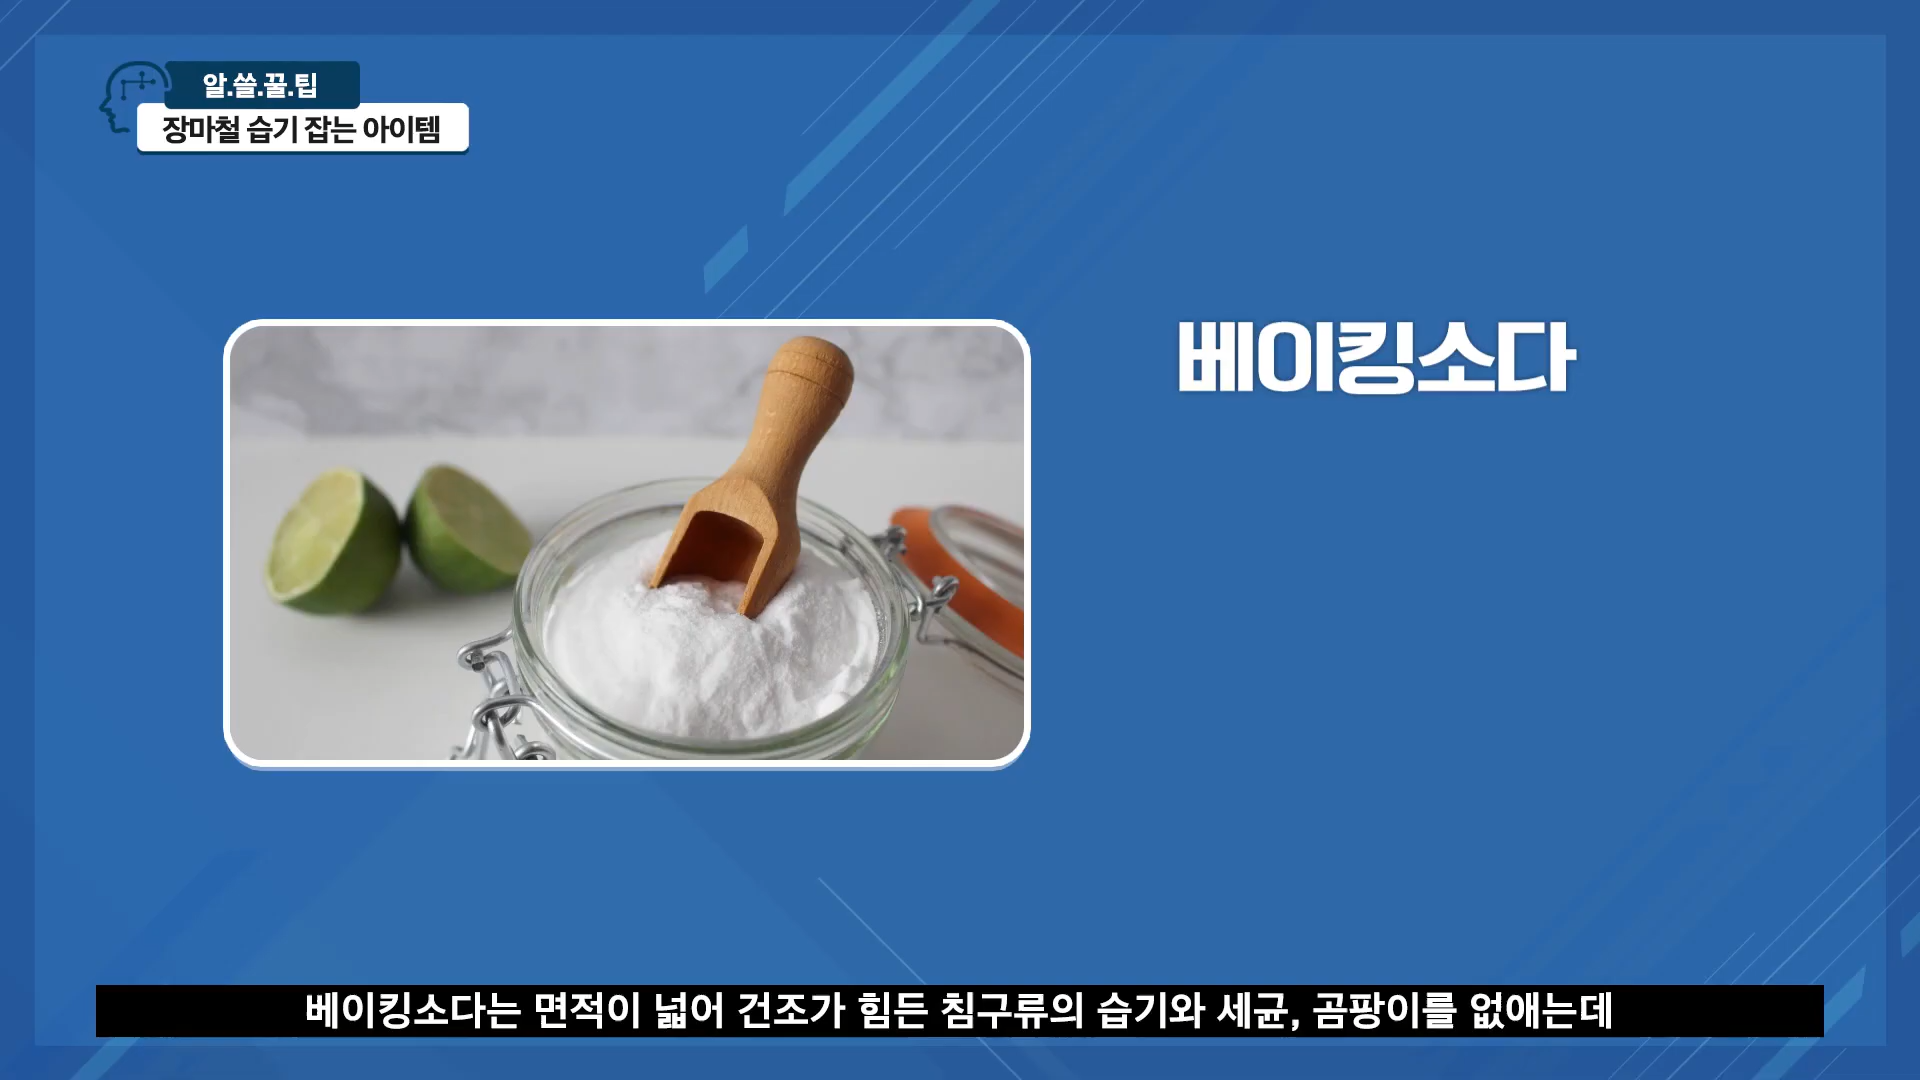 알.쓸.꿀.팁
장마철 습기 잡는 아이템
베이킹소다
베이킹소다는 면적이 넓어 건조가 힘든 침구류의 습기와 세균, 곰팡이를 없애는데